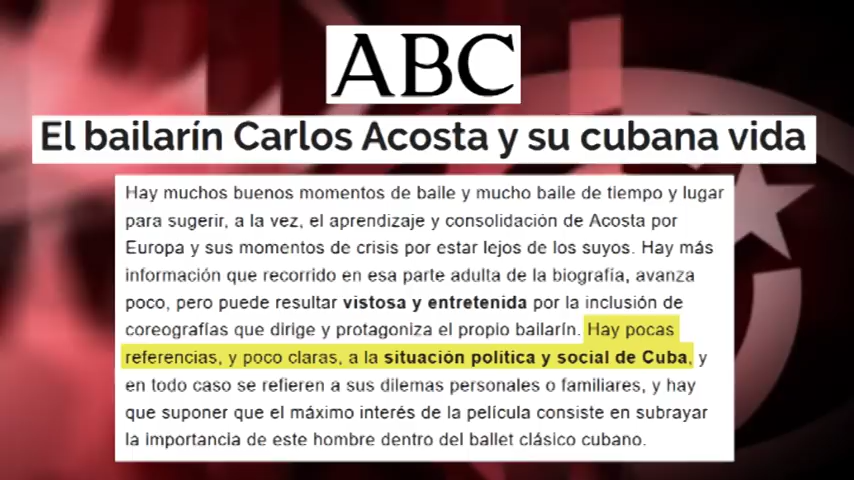 ABC
El bailarín Carlos Acosta y su cubana vida
Hay muchos buenos momentos de baile y mucho baile de tiempo y lugar
para sugerir, a la vez, el aprendizaje y consolidación de Acosta por
Europa y sus momentos de crisis por estar lejos de los suyos. Hay más
información que recorrido en esa parte adulta de la biografía, avanza
poco, pero puede resultar vistosa y entretenida por la inclusión de
coreografías que dirige y protagoniza el propio bailarín. Hay pocas
referencias, y poco claras, a la situación política y social de Cuba, y
en todo caso se refieren a sus dilemas personales o familiares, y hay
que suponer que el máximo interés de la película consiste en subrayar
la importancia de este hombre dentro del ballet clásico cubano.